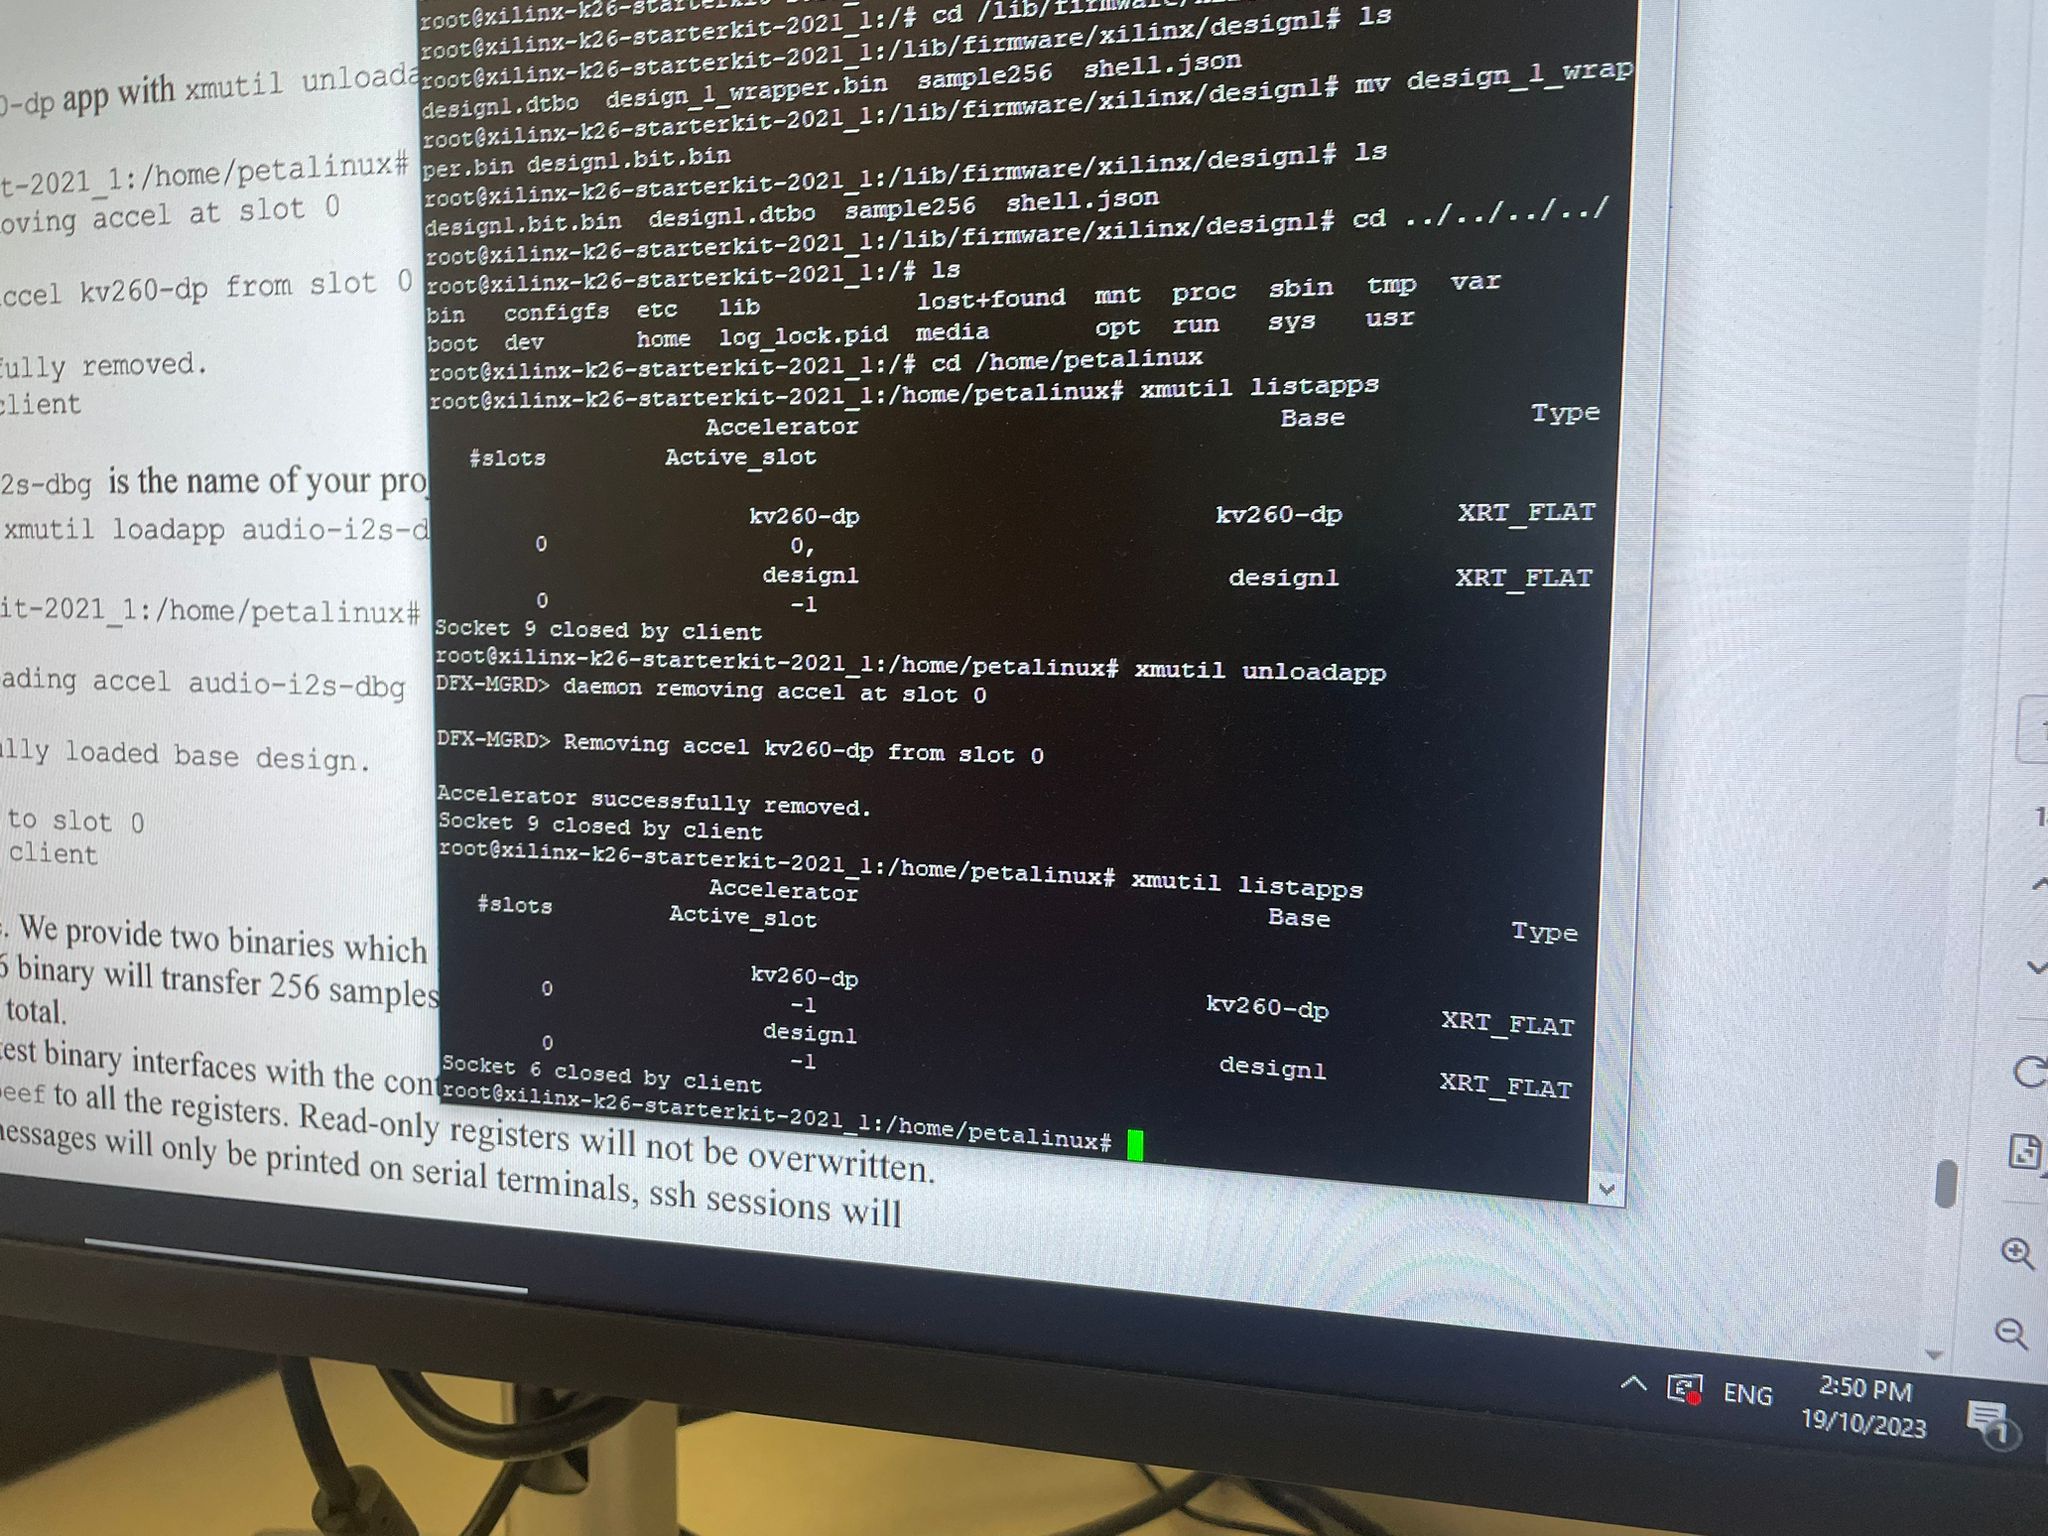 0-dp app with xmutil unloada
t-2021_1:/home/petalinux#
oving accel at slot 0
ccel kv260-dp from slot 0
fully removed.
client
2s-dbg is the name of your pro
xmutil loadapp audio-i2s-d
it-2021_1:/home/petalinux#
ading accel audio-i2s-dbg
lly loaded base design.
to slot 0
client
. We provide two binaries which
6 binary will transfer 256 samples
total.
est binary interfaces with the cont
eef to all the registers. Read-only registers will not be overwritten.
essages will only be printed on serial terminals, ssh sessions will
root@xilinx-k26-starterkit-2021_1:/# cd /lib/firmware/
root@xilinx-k26-starterkit-2021_1:/lib/firmware/xilinx/design1# ls
design1.dtbo design_1_wrapper.bin sample256 shell.json
root@xilinx-k26-starterkit-2021_1:/lib/firmware/xilinx/design1# mv design_1_wrap
per.bin design1.bit.bin
root@xilinx-k26-starterkit-2021_1:/lib/firmware/xilinx/design1# ls
design1.bit.bin design1.dtbo sample256 shell.json
root@xilinx-k26-starterkit-2021_1:/lib/firmware/xilinx/design1# cd ../../../../
root@xilinx-k26-starterkit-2021_1:/# ls
bin configfs etc lib lost+found mnt proc sbin tmp var
boot dev home log_lock.pid media opt run sys usr
root@xilinx-k26-starterkit-2021_1:/# cd /home/petalinux
root@xilinx-k26-starterkit-2021_1:/home/petalinux# xmutil listapps
Accelerator Base Type
#slots Active_slot
kv260-dp kv260-dp XRT_FLAT
0 0,
design1 design1 XRT_FLAT
0 -1
Socket 9 closed by client
root@xilinx-k26-starterkit-2021_1:/home/petalinux# xmutil unloadapp
DFX-MGRD> daemon removing accel at slot 0
DFX-MGRD> Removing accel kv260-dp from slot 0
Accelerator successfully removed.
Socket 9 closed by client
root@xilinx-k26-starterkit-2021_1:/home/petalinux# xmutil listapps
Accelerator Base Type
#slots Active_slot
kv260-dp kv260-dp XRT_FLAT
0 -1
design1 design1 XRT_FLAT
0 -1
Socket 6 closed by client
root@xilinx-k26-starterkit-2021_1:/home/petalinux#
ENG
2:50 PM
19/10/2023
1